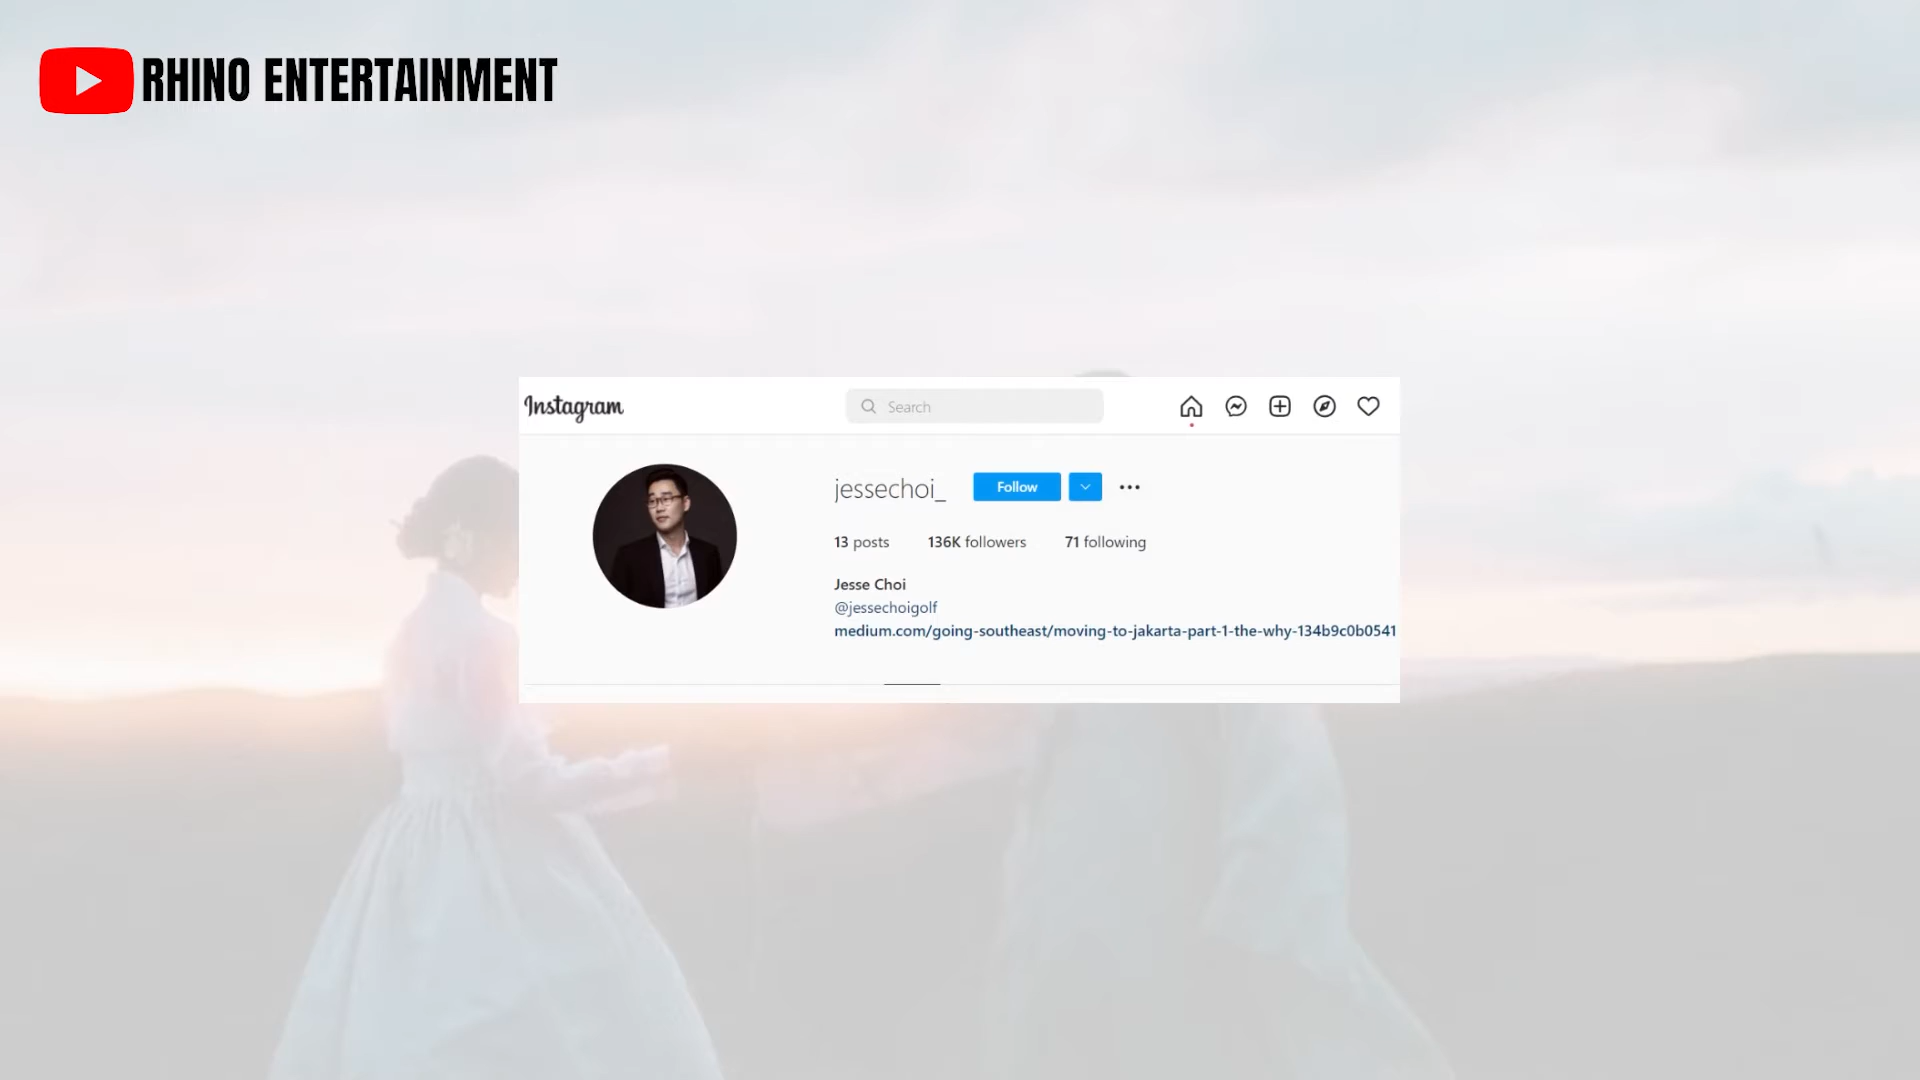 RHINO ENTERTAINMENT
Instagram
Search
jessechoi_
Follow
13 posts 136K followers 71 following
Jesse Choi
@jessechoigolf
medium.com/going-southeast/moving-to-jakarta-part-1-the-why-134b9c0b0541